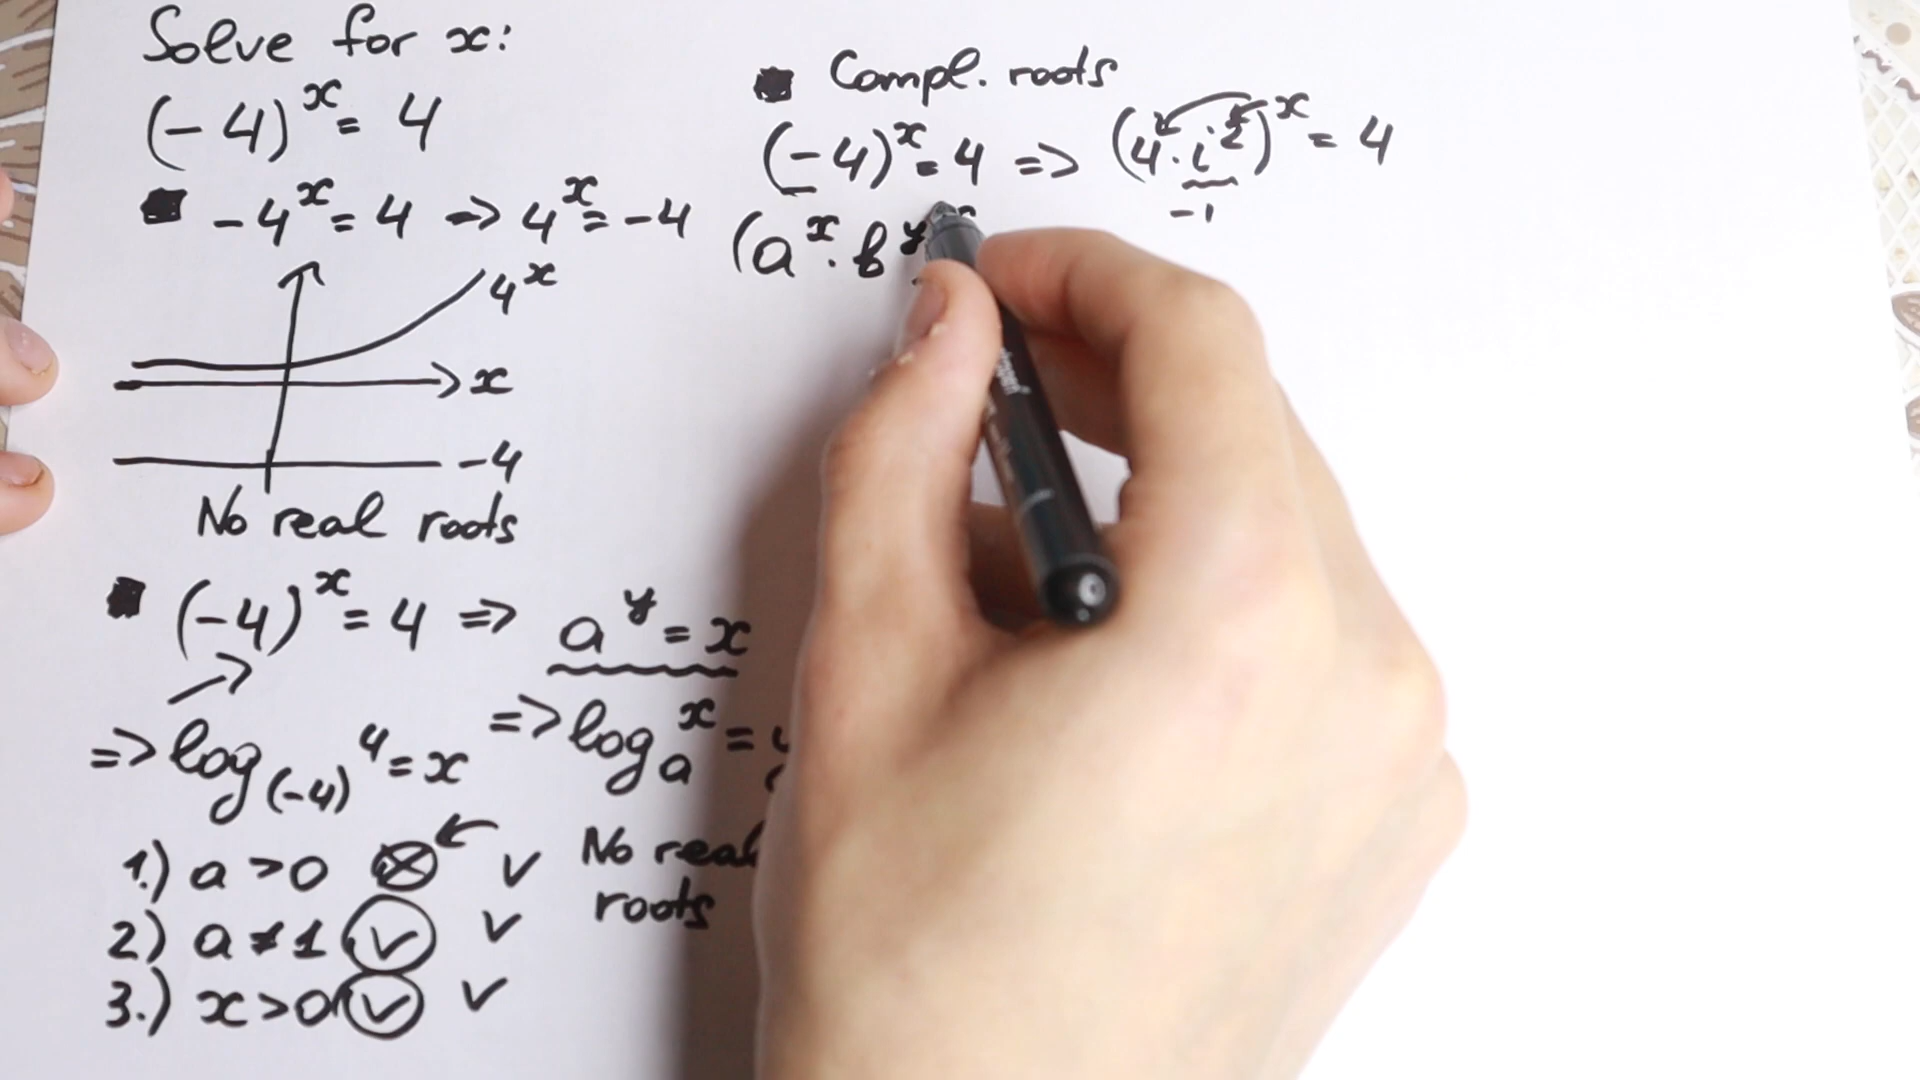 Solve for x:
(-4)^x = 4
-4^x = 4 -> 4^x = -4
4^x
x
-4
No real roots
(-4)^x = 4 => a^y = x
=> log_a^x =
=> log_(-4)^4 = x
1.) a > 0 ⊗ ← v
2) a ≠ 1 v v
3.) x > 0 v v
No real
roots
Compl. roots
(-4)^x = 4 => (4·i^2)^x = 4
-1
(a^x · b^y